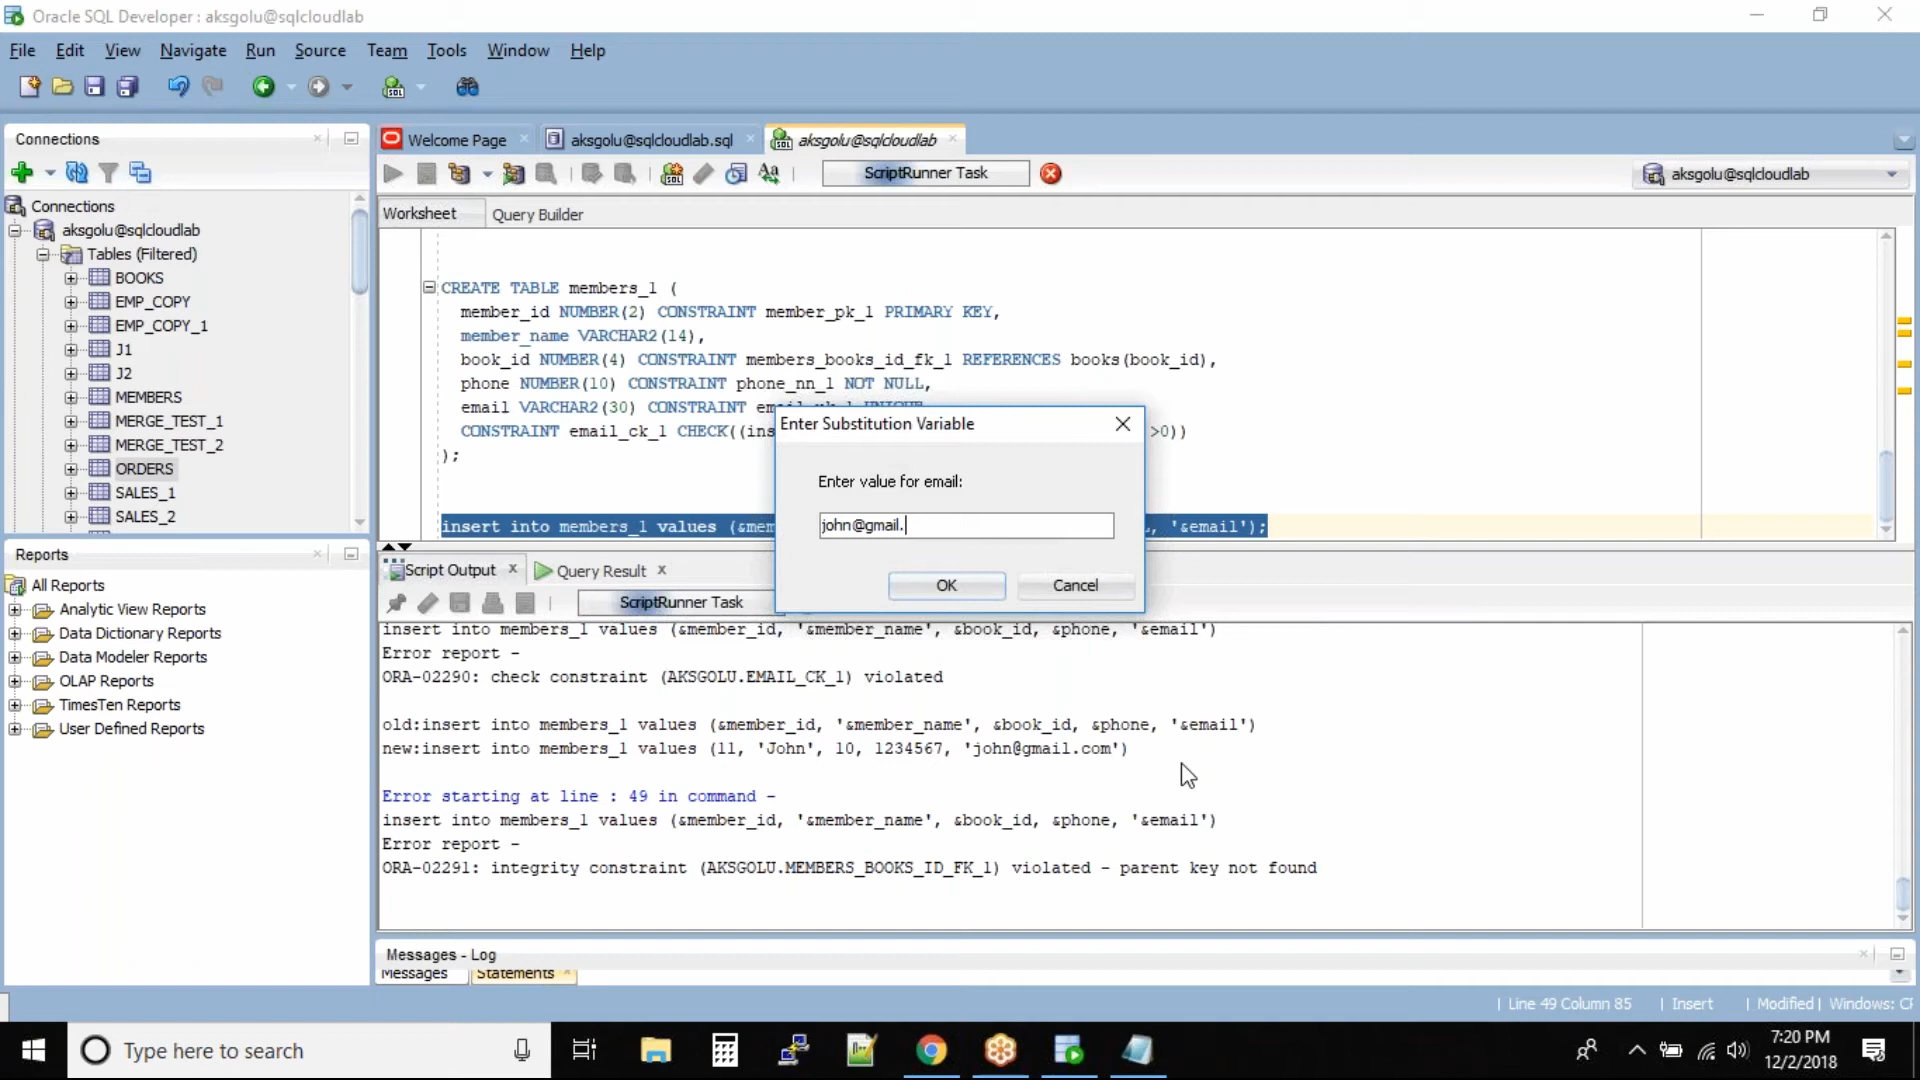 Oracle SQL Developer : aksgolu@sqlcloudlab
File Edit View Navigate Run Source Team Tools Window Help
Connections
Welcome Page
aksgolu@sqlcloudlab.sql
aksgolu@sqlcloudlab
ScriptRunner Task
aksgolu@sqlcloudlab
Worksheet
Query Builder
Connections
aksgolu@sqlcloudlab
Tables (Filtered)
BOOKS
EMP_COPY
EMP_COPY_1
J1
J2
MEMBERS
MERGE_TEST_1
MERGE_TEST_2
ORDERS
SALES_1
SALES_2
CREATE TABLE members_1 (
member_id NUMBER(2) CONSTRAINT member_pk_1 PRIMARY KEY,
member_name VARCHAR2(14),
book_id NUMBER(4) CONSTRAINT members_books_id_fk_1 REFERENCES books(book_id),
phone NUMBER(10) CONSTRAINT phone_nn_1 NOT NULL,
email VARCHAR2(30) CONSTRAINT
CONSTRAINT email_ck_1 CHECK((ins >0))
);
insert into members_1 values (&mem , '&email');
Enter Substitution Variable
Enter value for email:
john@gmail.
OK
Cancel
Reports
All Reports
Analytic View Reports
Data Dictionary Reports
Data Modeler Reports
OLAP Reports
TimesTen Reports
User Defined Reports
Script Output
Query Result
ScriptRunner Task
insert into members_1 values (&member_id, '&member_name', &book_id, &phone, '&email')
Error report -
ORA-02290: check constraint (AKSGOLU.EMAIL_CK_1) violated
old:insert into members_1 values (&member_id, '&member_name', &book_id, &phone, '&email')
new:insert into members_1 values (11, 'John', 10, 1234567, 'john@gmail.com')
Error starting at line : 49 in command -
insert into members_1 values (&member_id, '&member_name', &book_id, &phone, '&email')
Error report -
ORA-02291: integrity constraint (AKSGOLU.MEMBERS_BOOKS_ID_FK_1) violated - parent key not found
Messages - Log
Messages
Statements
Line 49 Column 85 | Insert | Modified | Windows: CF
Type here to search
7:20 PM
12/2/2018